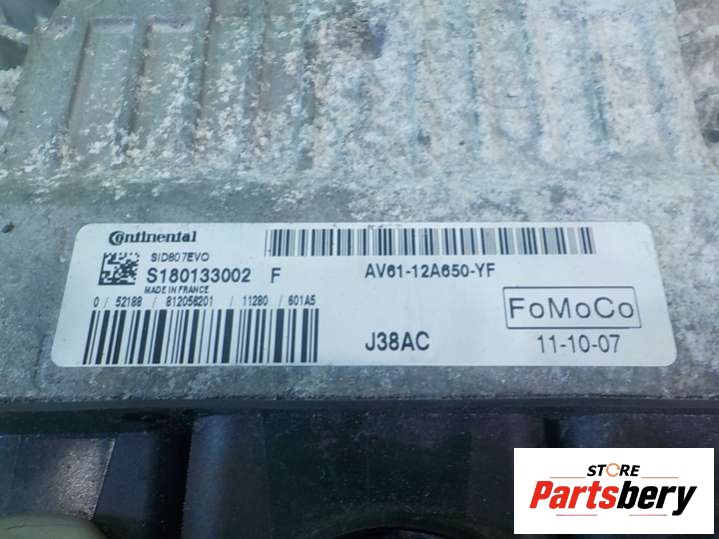 Continental
SID807EVO
S180133002 F
MADE IN FRANCE
0 / 52188 / 812056201 / 11280 / 601A5
AV61-12A650-YF
FoMoCo
J38AC
11-10-07
STORE
Partsbery